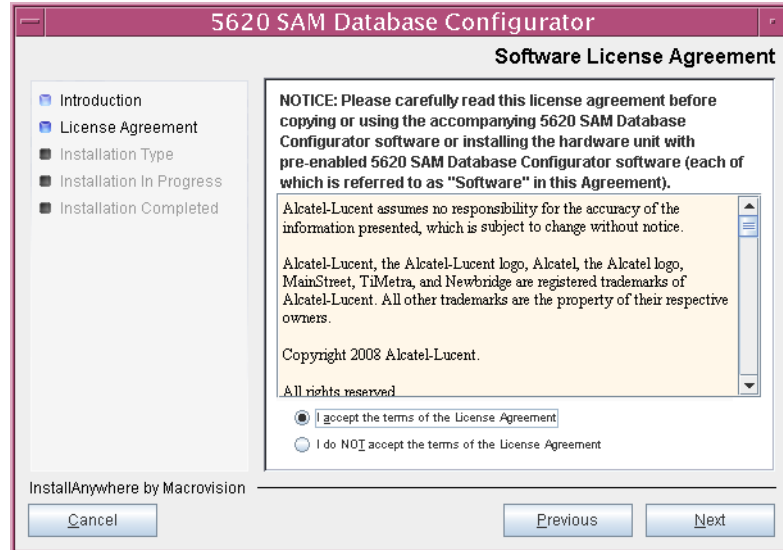 5620 SAM Database Configurator
Software License Agreement
Introduction
License Agreement
Installation Type
Installation In Progress
Installation Completed
NOTICE: Please carefully read this license agreement before
copying or using the accompanying 5620 SAM Database
Configurator software or installing the hardware unit with
pre-enabled 5620 SAM Database Configurator software (each of
which is referred to as "Software" in this Agreement).
Alcatel-Lucent assumes no responsibility for the accuracy of the
information presented, which is subject to change without notice.
Alcatel-Lucent, the Alcatel-Lucent logo, Alcatel, the Alcatel logo,
MainStreet, TiMetra, and Newbridge are registered trademarks of
Alcatel-Lucent. All other trademarks are the property of their respective
owners.
Copyright 2008 Alcatel-Lucent.
All rights reserved
I accept the terms of the License Agreement
I do NOT accept the terms of the License Agreement
InstallAnywhere by Macrovision
Cancel
Previous
Next